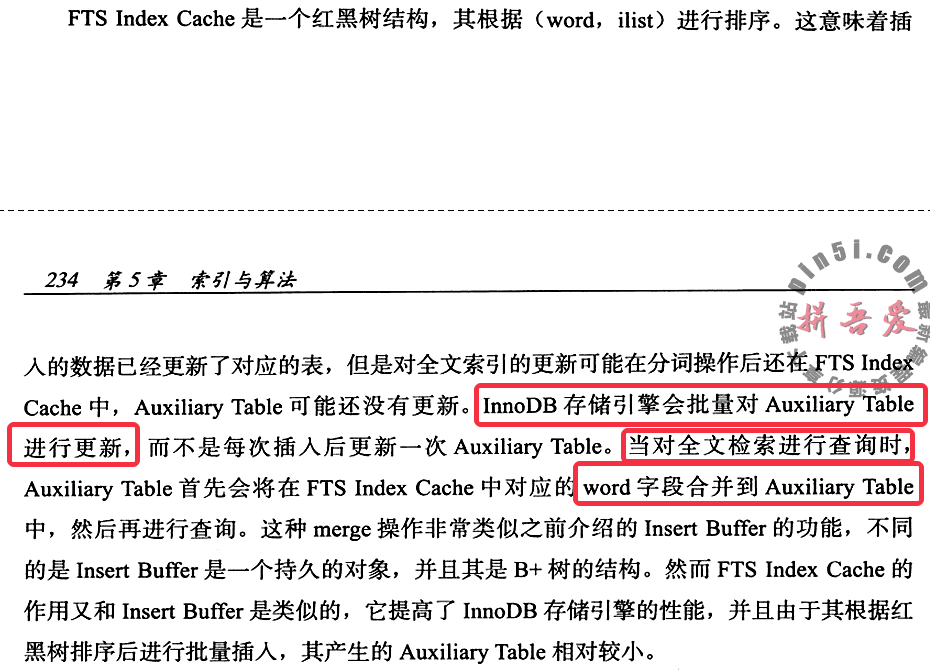 FTS Index Cache 是一个红黑树结构，其根据（word，ilist）进行排序。这意味着插
234 第5章 索引与算法
pin5i.com
拼吾爱
入的数据已经更新了对应的表，但是对全文索引的更新可能在分词操作后还在 FTS Index
Cache 中，Auxiliary Table 可能还没有更新。InnoDB 存储引擎会批量对 Auxiliary Table
进行更新，而不是每次插入后更新一次 Auxiliary Table。当对全文检索进行查询时，
Auxiliary Table 首先会将在 FTS Index Cache 中对应的 word 字段合并到 Auxiliary Table
中，然后再进行查询。这种 merge 操作非常类似之前介绍的 Insert Buffer 的功能，不同
的是 Insert Buffer 是一个持久的对象，并且其是 B+ 树的结构。然而 FTS Index Cache 的
作用又和 Insert Buffer 是类似的，它提高了 InnoDB 存储引擎的性能，并且由于其根据红
黑树排序后进行批量插入，其产生的 Auxiliary Table 相对较小。